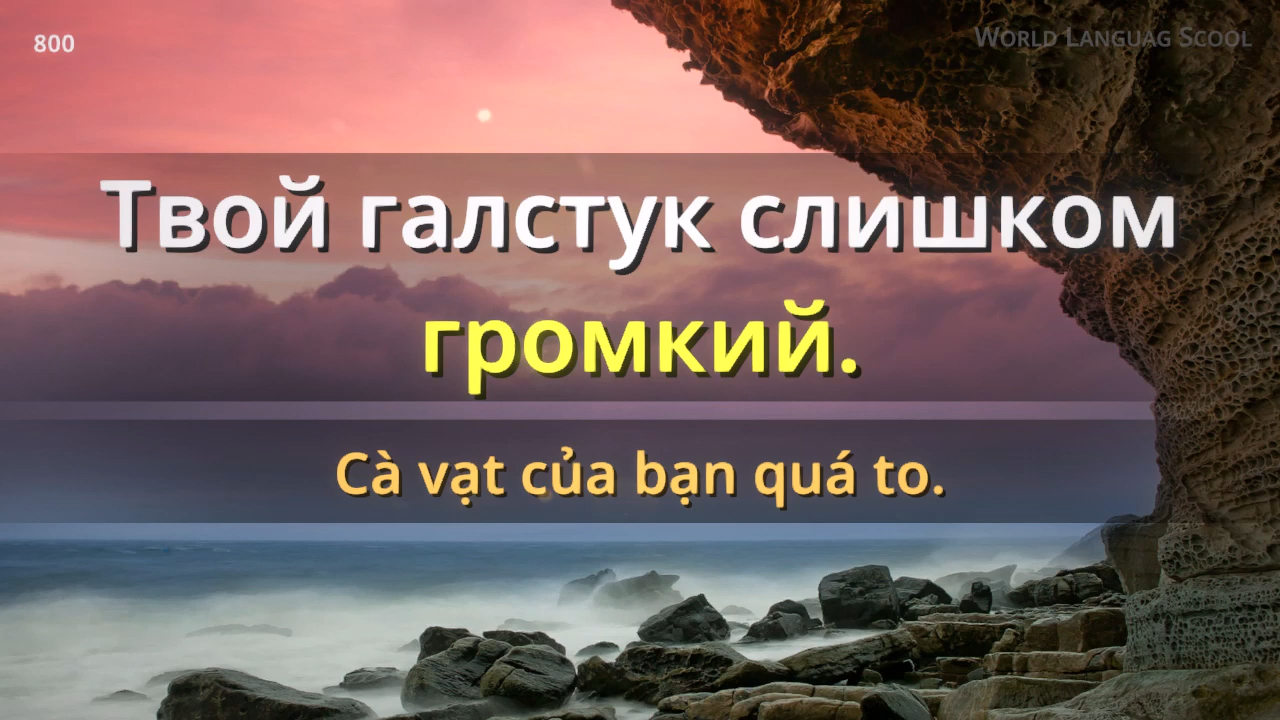 800
World Languag Scool
Твой галстук слишком
громкий.
Cà vạt của bạn quá to.